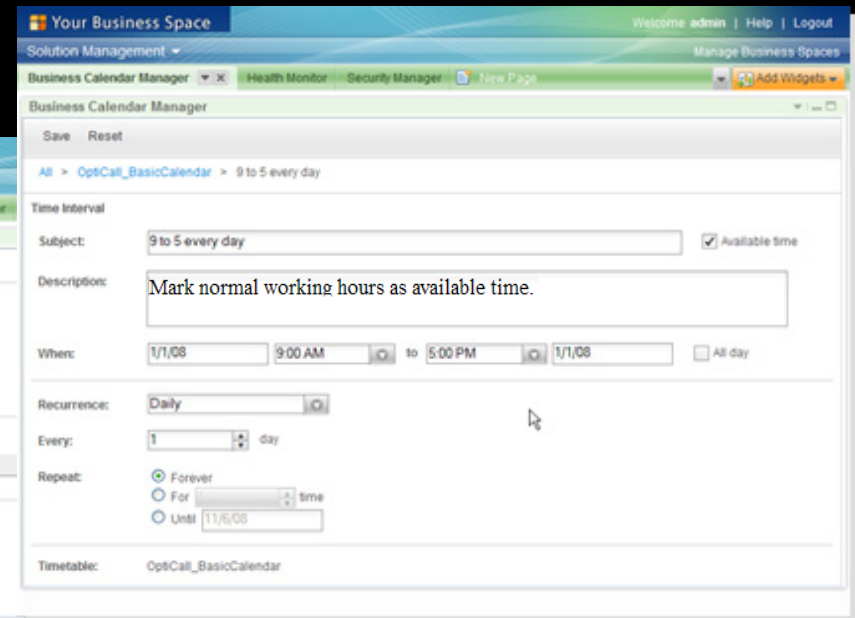 Your Business Space Welcome admin | Help | Logout
Solution Management Manage Business Spaces
Business Calendar Manager Health Monitor Security Manager New Page Add Widgets
Business Calendar Manager
Save Reset
All > OptiCall_BasicCalendar > 9 to 5 every day
Time Interval
Subject: 9 to 5 every day Available time
Description: Mark normal working hours as available time.
When: 1/1/08 9:00 AM to 5:00 PM 1/1/08 All day
Recurrence: Daily
Every: 1 day
Repeat: Forever
For time
Until 11/6/08
Timetable: OptiCall_BasicCalendar